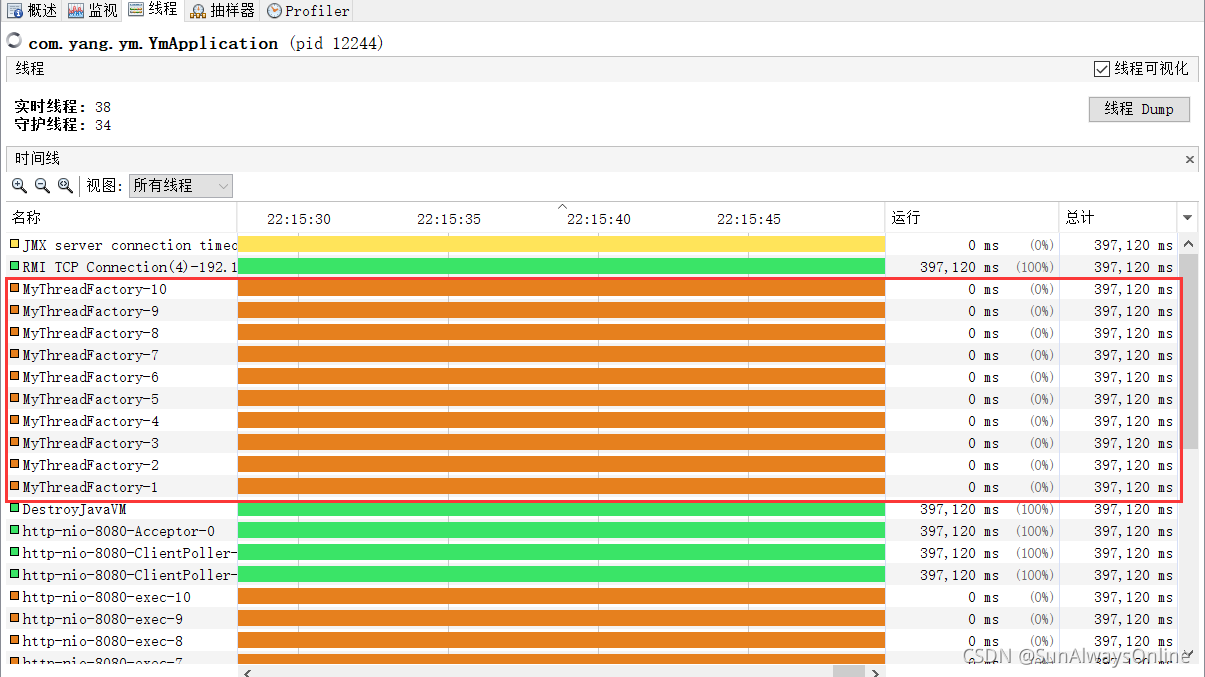 概述 监视 线程 抽样器 Profiler
com.yang.ym.YmApplication (pid 12244)
线程 线程可视化
实时线程: 38
守护线程: 34
线程 Dump
时间线
视图: 所有线程
名称 22:15:30 22:15:35 22:15:40 22:15:45 运行 总计
JMX server connection timeo 0 ms (0%) 397,120 ms
RMI TCP Connection(4)-192.1 397,120 ms (100%) 397,120 ms
MyThreadFactory-10 0 ms (0%) 397,120 ms
MyThreadFactory-9 0 ms (0%) 397,120 ms
MyThreadFactory-8 0 ms (0%) 397,120 ms
MyThreadFactory-7 0 ms (0%) 397,120 ms
MyThreadFactory-6 0 ms (0%) 397,120 ms
MyThreadFactory-5 0 ms (0%) 397,120 ms
MyThreadFactory-4 0 ms (0%) 397,120 ms
MyThreadFactory-3 0 ms (0%) 397,120 ms
MyThreadFactory-2 0 ms (0%) 397,120 ms
MyThreadFactory-1 0 ms (0%) 397,120 ms
DestroyJavaVM 397,120 ms (100%) 397,120 ms
http-nio-8080-Acceptor-0 397,120 ms (100%) 397,120 ms
http-nio-8080-ClientPoller- 397,120 ms (100%) 397,120 ms
http-nio-8080-ClientPoller- 397,120 ms (100%) 397,120 ms
http-nio-8080-exec-10 0 ms (0%) 397,120 ms
http-nio-8080-exec-9 0 ms (0%) 397,120 ms
http-nio-8080-exec-8 0 ms (0%) 397,120 ms
http-nio-8080-exec-7 0 ms (0%) 397,120 ms
CSDN @SunAlwaysOnline